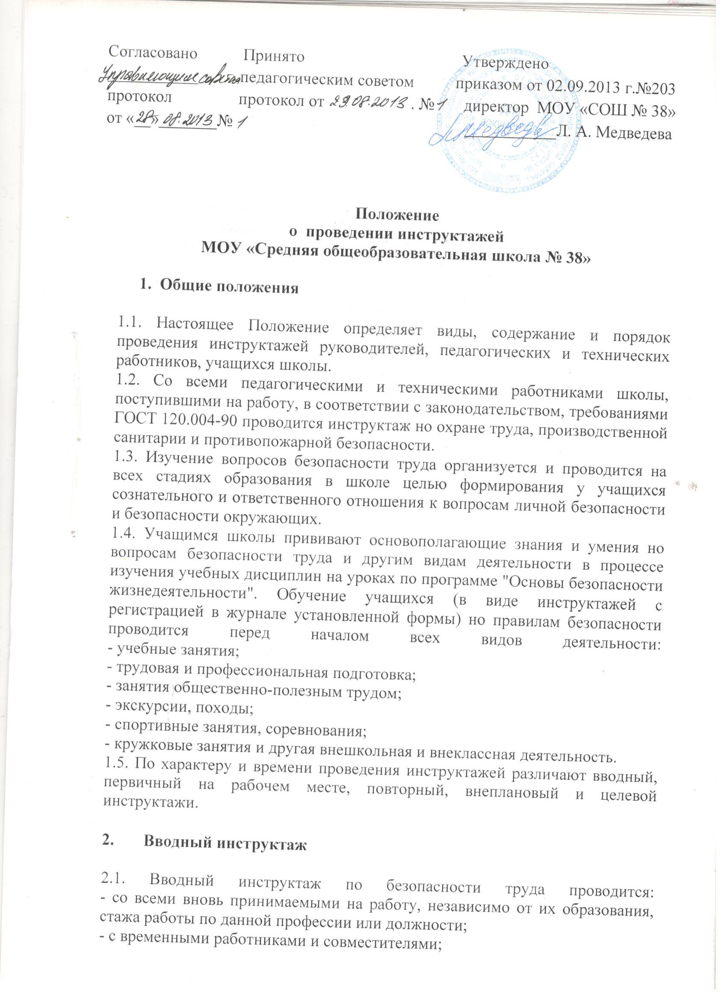 Согласовано
Управляющим советом
протокол
от «28» 08.2013 № 1
Принято
педагогическим советом
протокол от 29.08.2013 . № 1
Утверждено
приказом от 02.09.2013 г.№203
директор МОУ «СОШ № 38»
Л. А. Медведева
Положение
о проведении инструктажей
МОУ «Средняя общеобразовательная школа № 38»
1. Общие положения
1.1. Настоящее Положение определяет виды, содержание и порядок
проведения инструктажей руководителей, педагогических и технических
работников, учащихся школы.
1.2. Со всеми педагогическими и техническими работниками школы,
поступившими на работу, в соответствии с законодательством, требованиями
ГОСТ 120.004-90 проводится инструктаж но охране труда, производственной
санитарии и противопожарной безопасности.
1.3. Изучение вопросов безопасности труда организуется и проводится на
всех стадиях образования в школе целью формирования у учащихся
сознательного и ответственного отношения к вопросам личной безопасности
и безопасности окружающих.
1.4. Учащимся школы прививают основополагающие знания и умения но
вопросам безопасности труда и другим видам деятельности в процессе
изучения учебных дисциплин на уроках по программе "Основы безопасности
жизнедеятельности". Обучение учащихся (в виде инструктажей с
регистрацией в журнале установленной формы) но правилам безопасности
проводится перед началом всех видов деятельности:
- учебные занятия;
- трудовая и профессиональная подготовка;
- занятия общественно-полезным трудом;
- экскурсии, походы;
- спортивные занятия, соревнования;
- кружковые занятия и другая внешкольная и внеклассная деятельность.
1.5. По характеру и времени проведения инструктажей различают вводный,
первичный на рабочем месте, повторный, внеплановый и целевой
инструктажи.
2. Вводный инструктаж
2.1. Вводный инструктаж по безопасности труда проводится:
- со всеми вновь принимаемыми на работу, независимо от их образования,
стажа работы по данной профессии или должности;
- с временными работниками и совместителями;